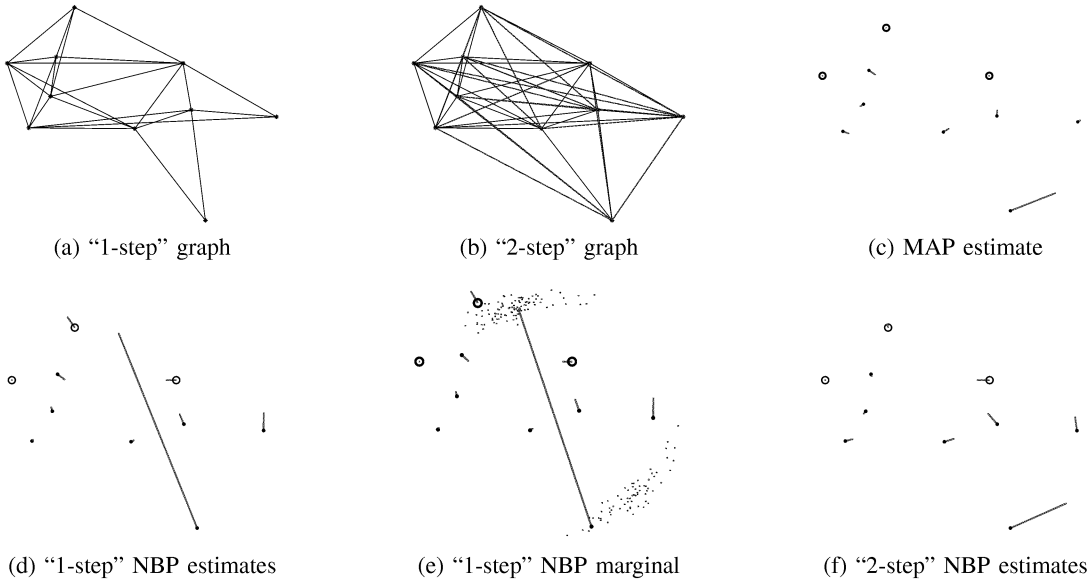 (a) “1-step” graph
(b) “2-step” graph
(c) MAP estimate
(d) “1-step” NBP estimates
(e) “1-step” NBP marginal
(f) “2-step” NBP estimates